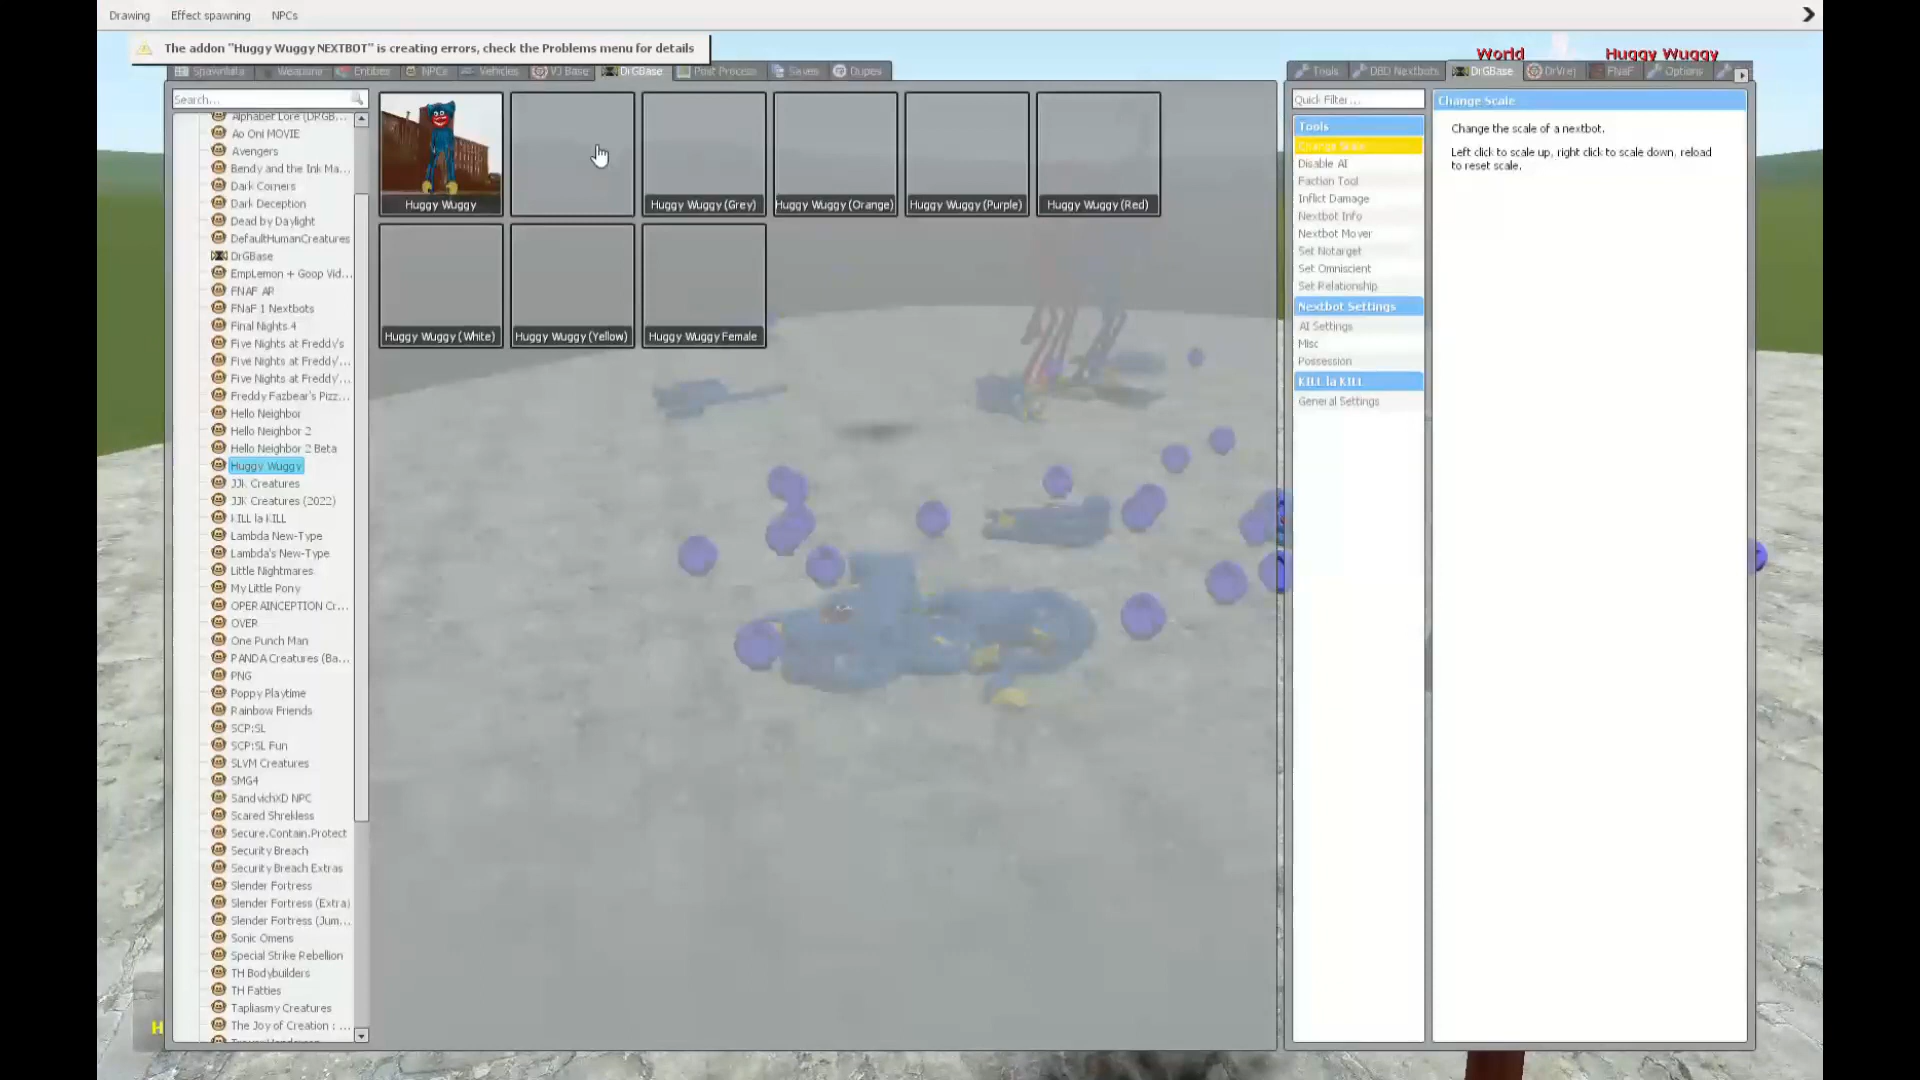 Drawing Effect spawning NPCs
The addon "Huggy Wuggy NEXTBOT" is creating errors, check the Problems menu for details
World Huggy Wuggy
Spawnlists Weapons Entities NPCs Vehicles VJ Base DrGBase Post Process Saves Dupes
Tools DBD Nextbots DrGBase DrVrej FNaF Options
Search...
Alphabet Lore (DRGB...
Ao Oni MOVIE
Avengers
Bendy and the Ink Ma...
Dark Corners
Dark Deception
Dead by Daylight
DefaultHumanCreatures
DrGBase
EmpLemon + Goop Vid...
FNAF AR
FNaF 1 Nextbots
Final Nights 4
Five Nights at Freddy's
Five Nights at Freddy'...
Five Nights at Freddy'...
Freddy Fazbear's Pizz...
Hello Neighbor
Hello Neighbor 2
Hello Neighbor 2 Beta
Huggy Wuggy
JJK Creatures
JJK Creatures (2022)
KILL la KILL
Lambda New-Type
Lambda's New-Type
Little Nightmares
My Little Pony
OPERAINCEPTION Cr...
OVER
One Punch Man
PANDA Creatures (Ba...
PNG
Poppy Playtime
Rainbow Friends
SCP:SL
SCP:SL Fun
SLVM Creatures
SMG4
SandvichXD NPC
Scared Shrekless
Secure.Contain.Protect
Security Breach
Security Breach Extras
Slender Fortress
Slender Fortress (Extra)
Slender Fortress (Jum...
Sonic Omens
Special Strike Rebellion
TH Bodybuilders
TH Fatties
Tapliasmy Creatures
The Joy of Creation : ...
Huggy Wuggy
Huggy Wuggy (Grey)
Huggy Wuggy (Orange)
Huggy Wuggy (Purple)
Huggy Wuggy (Red)
Huggy Wuggy (White)
Huggy Wuggy (Yellow)
Huggy Wuggy Female
Quick Filter...
Tools
Change Scale
Disable AI
Faction Tool
Inflict Damage
Nextbot Info
Nextbot Mover
Set Notarget
Set Omniscient
Set Relationship
Nextbot Settings
AI Settings
Misc
Possession
KILL la KILL
General Settings
Change Scale
Change the scale of a nextbot.
Left click to scale up, right click to scale down, reload
to reset scale.
H